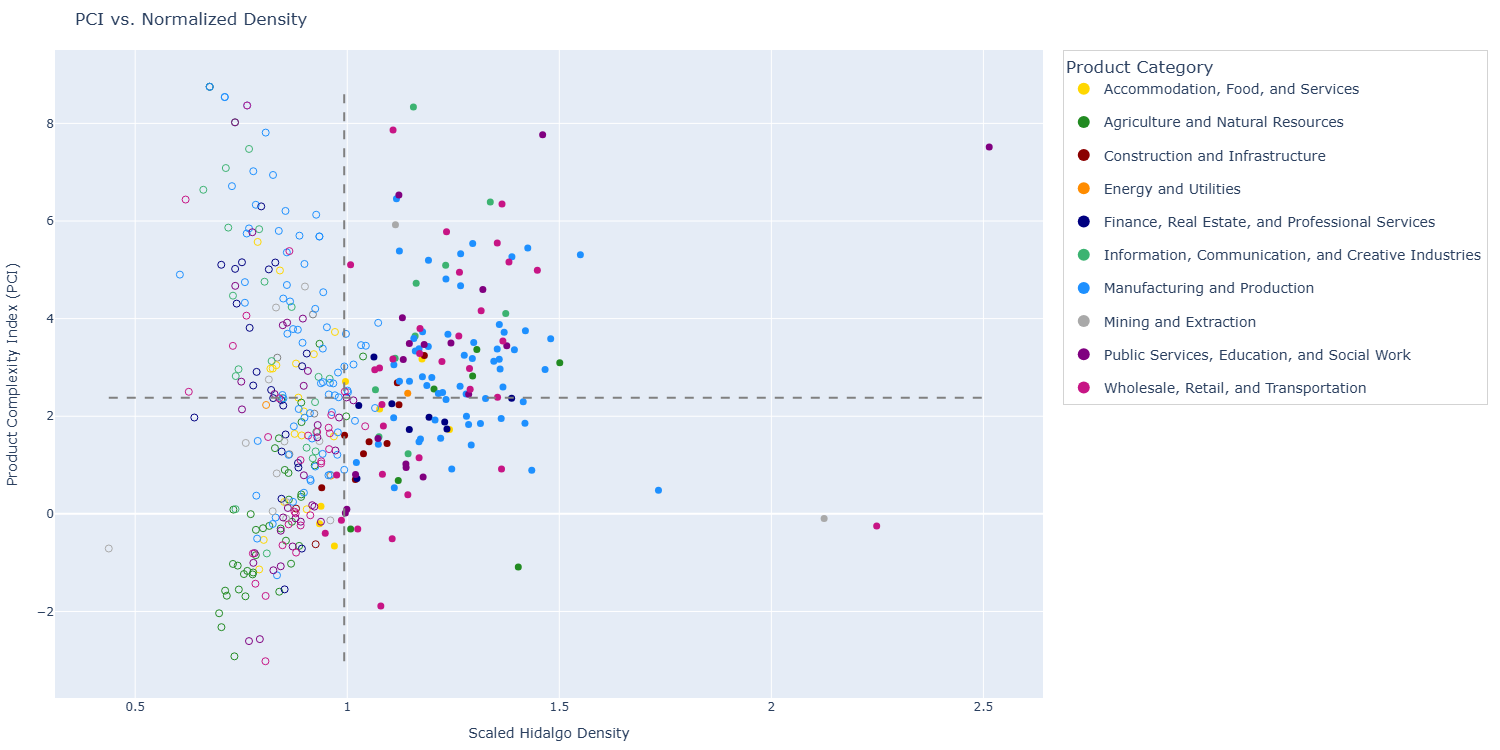 PCI vs. Normalized Density
Product Complexity Index (PCI)
8
6
4
2
0
−2
0.5
1
1.5
2
2.5
Scaled Hidalgo Density
Product Category
Accommodation, Food, and Services
Agriculture and Natural Resources
Construction and Infrastructure
Energy and Utilities
Finance, Real Estate, and Professional Services
Information, Communication, and Creative Industries
Manufacturing and Production
Mining and Extraction
Public Services, Education, and Social Work
Wholesale, Retail, and Transportation